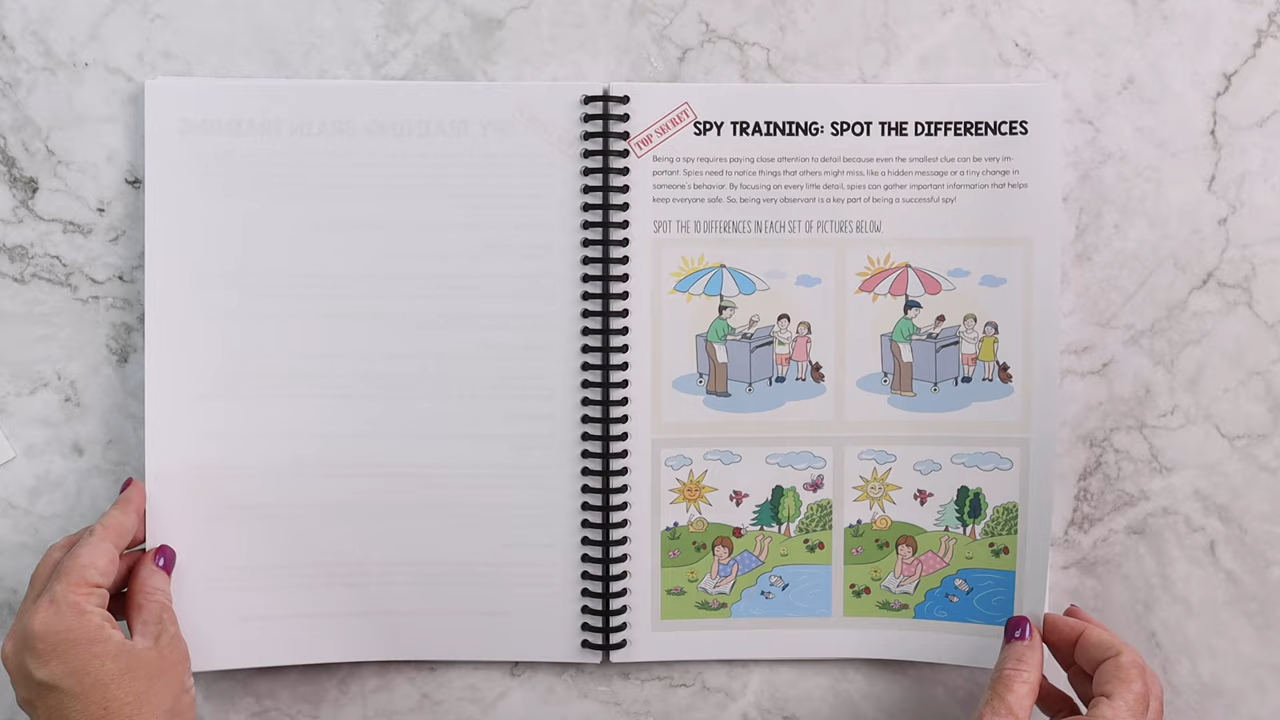 TOP SECRET
SPY TRAINING: SPOT THE DIFFERENCES
Being a spy requires paying close attention to detail because even the smallest clue can be very im-
portant. Spies need to notice things that others might miss, like a hidden message or a tiny change in
someone's behavior. By focusing on every little detail, spies can gather important information that helps
keep everyone safe. So, being very observant is a key part of being a successful spy!
SPOT THE 10 DIFFERENCES IN EACH SET OF PICTURES BELOW.